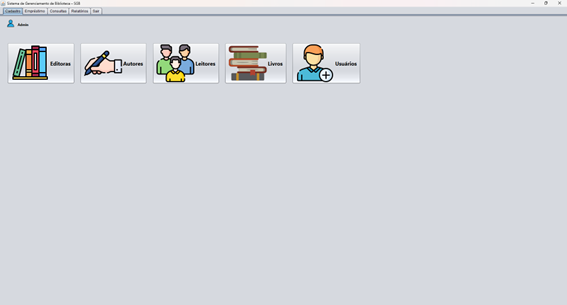 Sistema de Gerenciamento de Biblioteca - SGB
Cadastro Empréstimo Consultas Relatórios Sair
Admin
Editoras Autores Leitores Livros Usuários